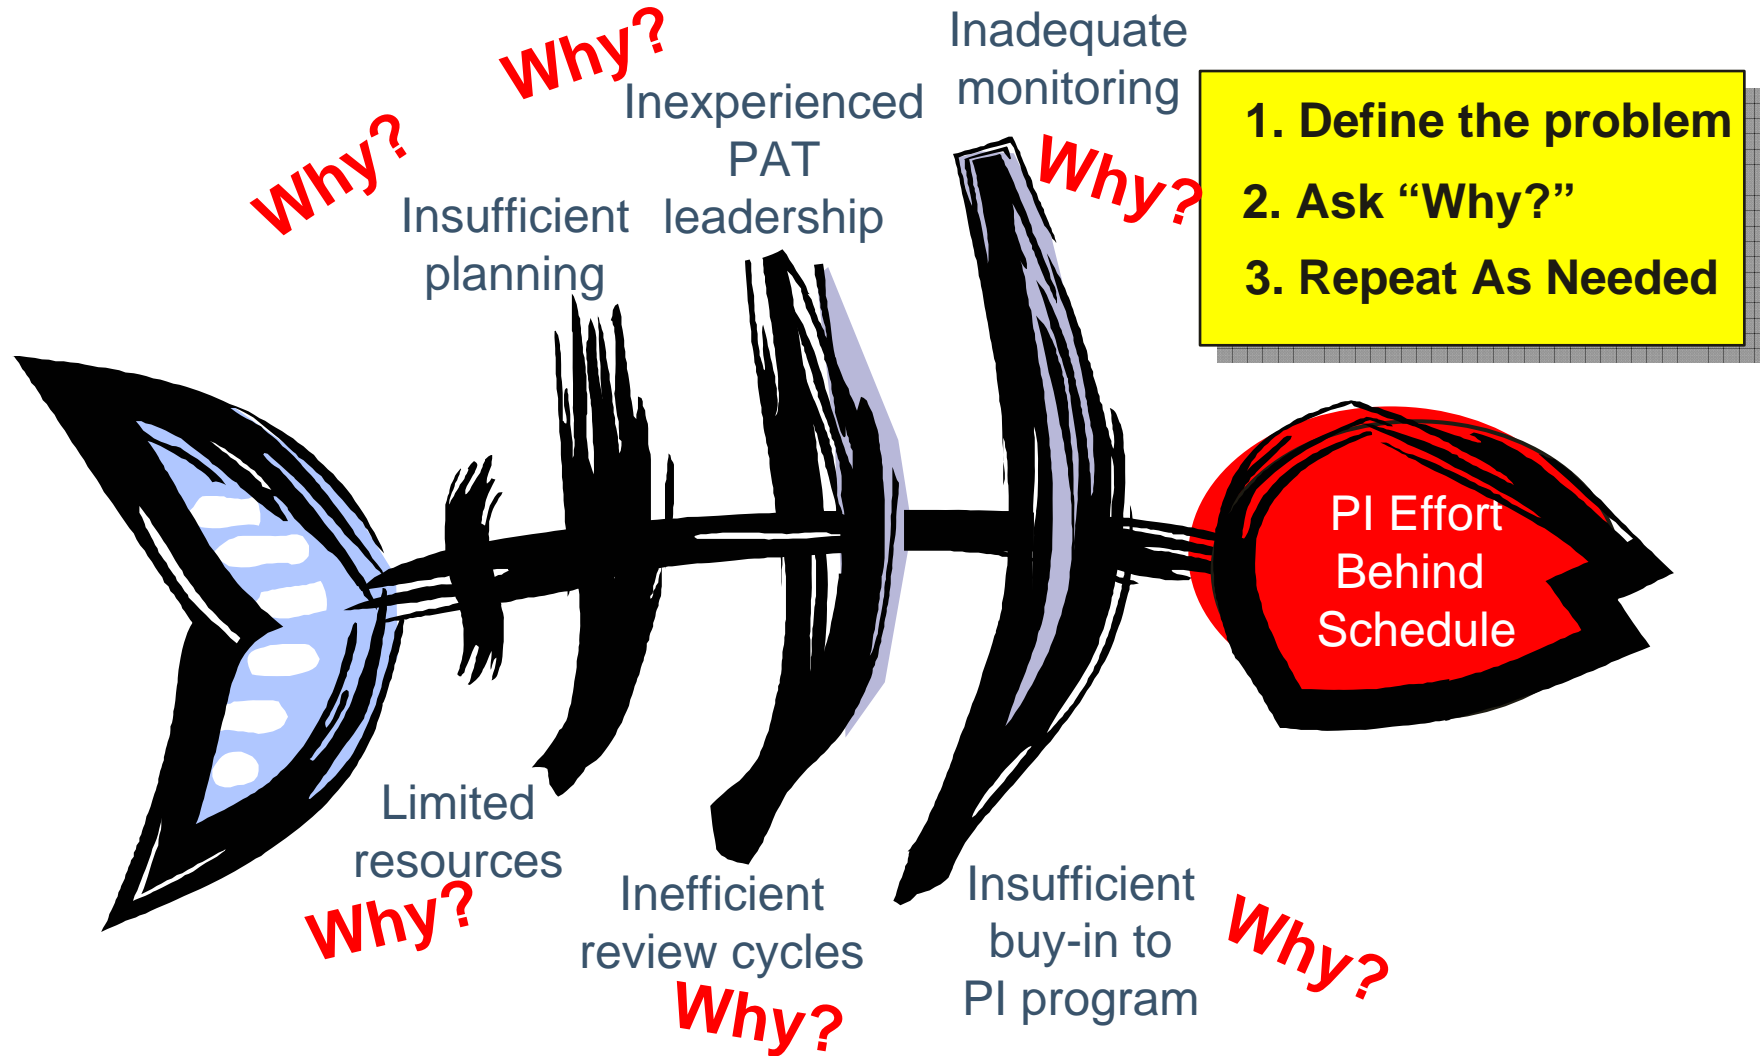 Why?
Inexperienced
PAT
leadership
Inadequate
monitoring
Why?
1. Define the problem
2. Ask “Why?”
3. Repeat As Needed
Why?
Insufficient
planning
PI Effort
Behind
Schedule
Limited
resources
Why?
Inefficient
review cycles
Why?
Insufficient
buy-in to
PI program
Why?